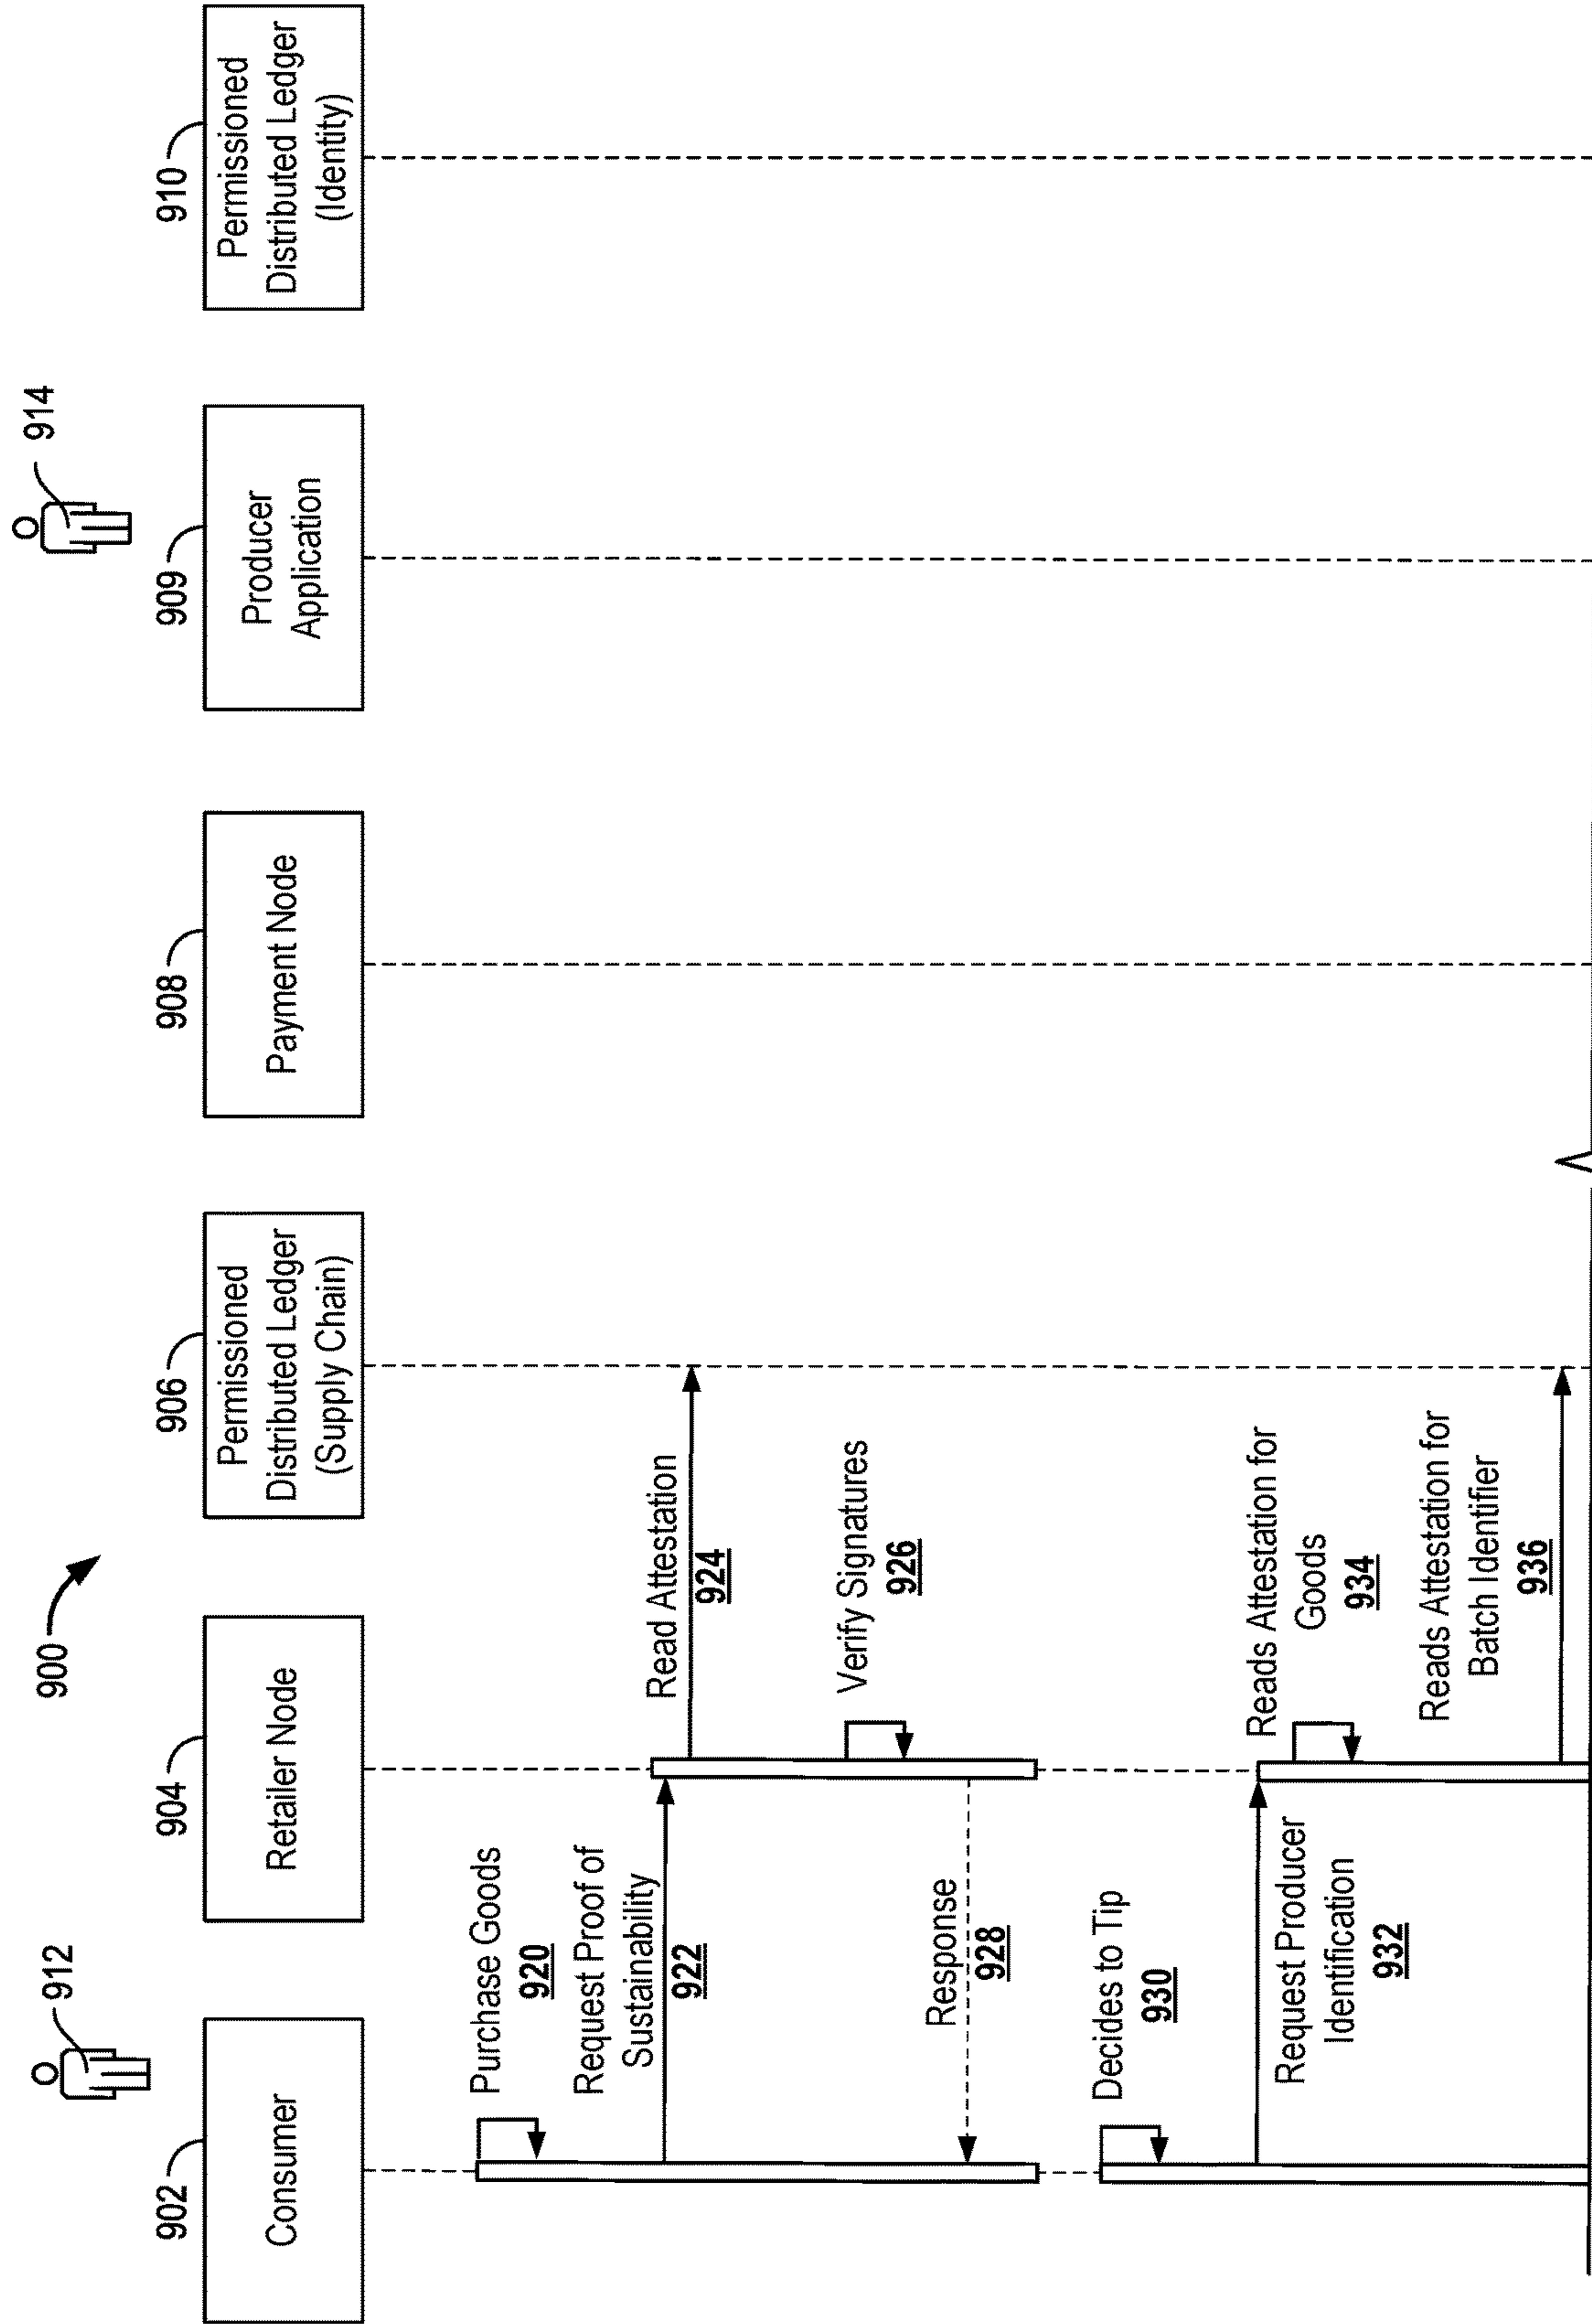 900
912
914
902
904
906
908
909
910
Consumer
Retailer Node
Permissioned
Distributed Ledger
(Supply Chain)
Payment Node
Producer
Application
Permissioned
Distributed Ledger
(Identity)
Purchase Goods
920
Request Proof of
Sustainability
922
Read Attestation
924
Verify Signatures
926
Response
928
Decides to Tip
930
Request Producer
Identification
932
Reads Attestation for
Goods
934
Reads Attestation for
Batch Identifier
936